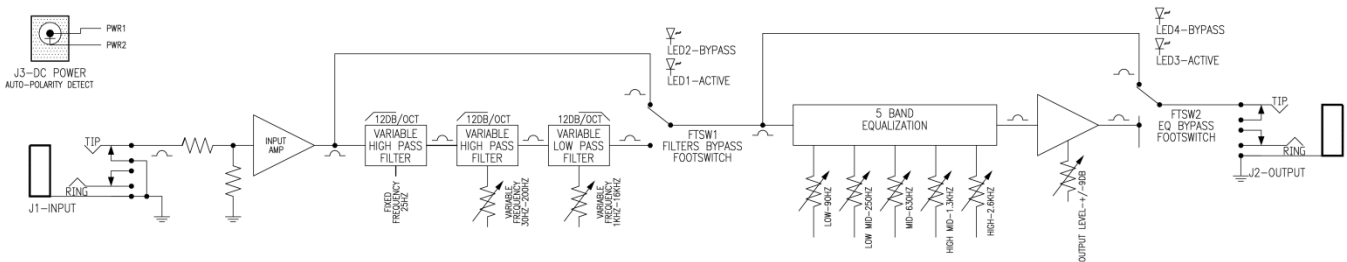 PWR1
PWR2
J3-DC POWER
AUTO-POLARITY DETECT
TIP
RING
J1-INPUT
INPUT
AMP
12DB/OCT
VARIABLE
HIGH PASS
FILTER
FIXED
FREQUENCY
25HZ
12DB/OCT
VARIABLE
HIGH PASS
FILTER
VARIABLE
FREQUENCY
30HZ-200HZ
12DB/OCT
VARIABLE
LOW PASS
FILTER
VARIABLE
FREQUENCY
1KHZ-16KHZ
LED2-BYPASS
LED1-ACTIVE
FTSW1
FILTERS BYPASS
FOOTSWITCH
5 BAND
EQUALIZATION
LOW-90HZ
LOW MID-250HZ
MID-630HZ
HIGH MID-1.3KHZ
HIGH-2.6KHZ
OUTPUT LEVEL-+/-9DB
LED4-BYPASS
LED3-ACTIVE
FTSW2
EQ BYPASS
FOOTSWITCH
TIP
RING
J2-OUTPUT